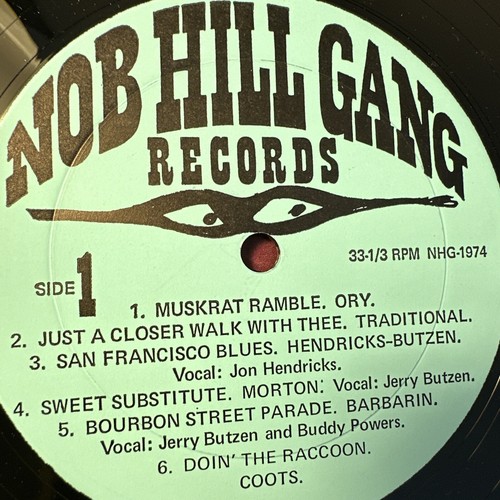 NOB HILL GANG
RECORDS
33-1/3 RPM NHG-1974
SIDE 1
1. MUSKRAT RAMBLE. ORY.
2. JUST A CLOSER WALK WITH THEE. TRADITIONAL.
3. SAN FRANCISCO BLUES. HENDRICKS-BUTZEN.
Vocal: Jon Hendricks.
4. SWEET SUBSTITUTE. MORTON. Vocal: Jerry Butzen.
5. BOURBON STREET PARADE. BARBARIN.
Vocal: Jerry Butzen and Buddy Powers.
6. DOIN' THE RACCOON.
COOTS.